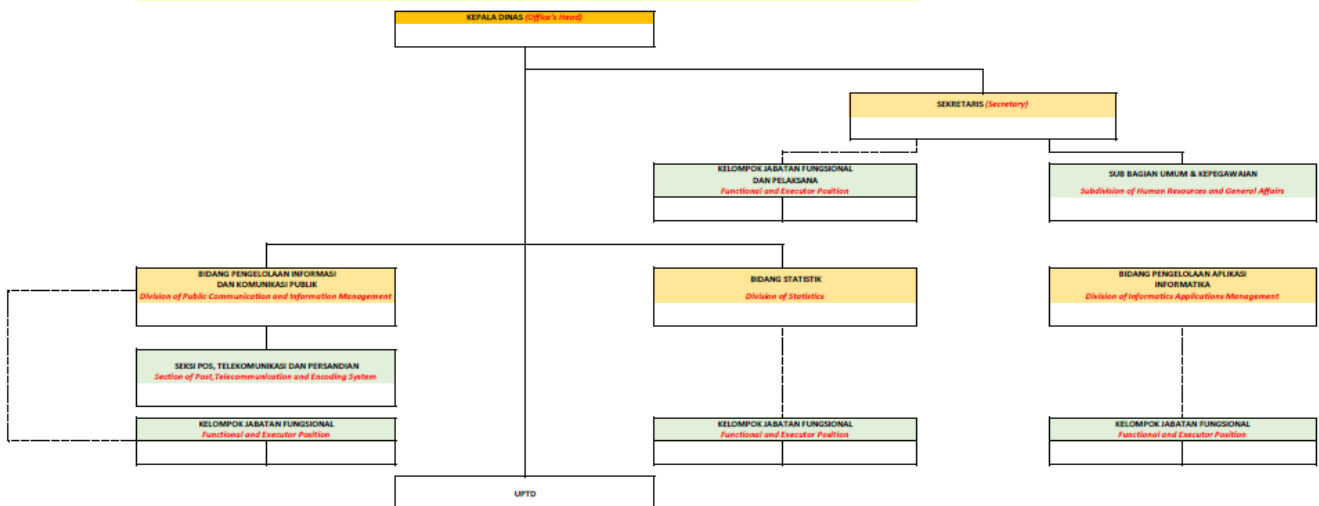 KEPALA DINAS (Office's Head)
SEKRETARIS (Secretary)
KELOMPOK JABATAN FUNGSIONAL
DAN PELAKSANA
Functional and Executor Position
SUB BAGIAN UMUM & KEPEGAWAIAN
Subdivision of Human Resources and General Affairs
BIDANG PENGELOLAAN INFORMASI
DAN KOMUNIKASI PUBLIK
Division of Public Communication and Information Management
BIDANG STATISTIK
Division of Statistics
BIDANG PENGELOLAAN APLIKASI
INFORMATIKA
Division of Informatics Applications Management
SEKSI POS, TELEKOMUNIKASI DAN PERSANDIAN
Section of Post,Telecommunication and Encoding System
KELOMPOK JABATAN FUNGSIONAL
Functional and Executor Position
KELOMPOK JABATAN FUNGSIONAL
Functional and Executor Position
KELOMPOK JABATAN FUNGSIONAL
Functional and Executor Position
UPTD